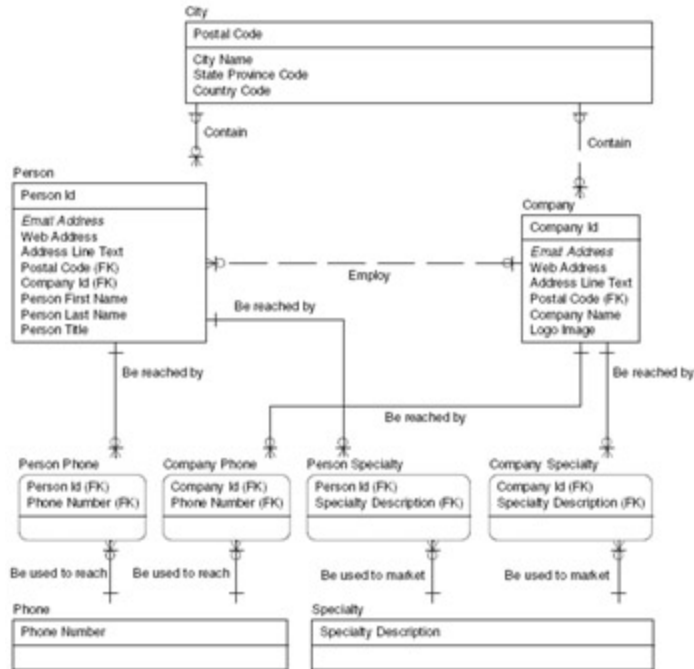 City
Postal Code
City Name
State Province Code
Country Code
Contain
Contain
Person
Person Id
Email Address
Web Address
Address Line Text
Postal Code (FK)
Company Id (FK)
Person First Name
Person Last Name
Person Title
Company
Company Id
Email Address
Web Address
Address Line Text
Postal Code (FK)
Company Name
Logo Image
Employ
Be reached by
Be reached by
Be reached by
Be reached by
Person Phone
Person Id (FK)
Phone Number (FK)
Company Phone
Company Id (FK)
Phone Number (FK)
Person Specialty
Person Id (FK)
Specialty Description (FK)
Company Specialty
Company Id (FK)
Specialty Description (FK)
Be used to reach
Be used to reach
Be used to market
Be used to market
Phone
Phone Number
Specialty
Specialty Description